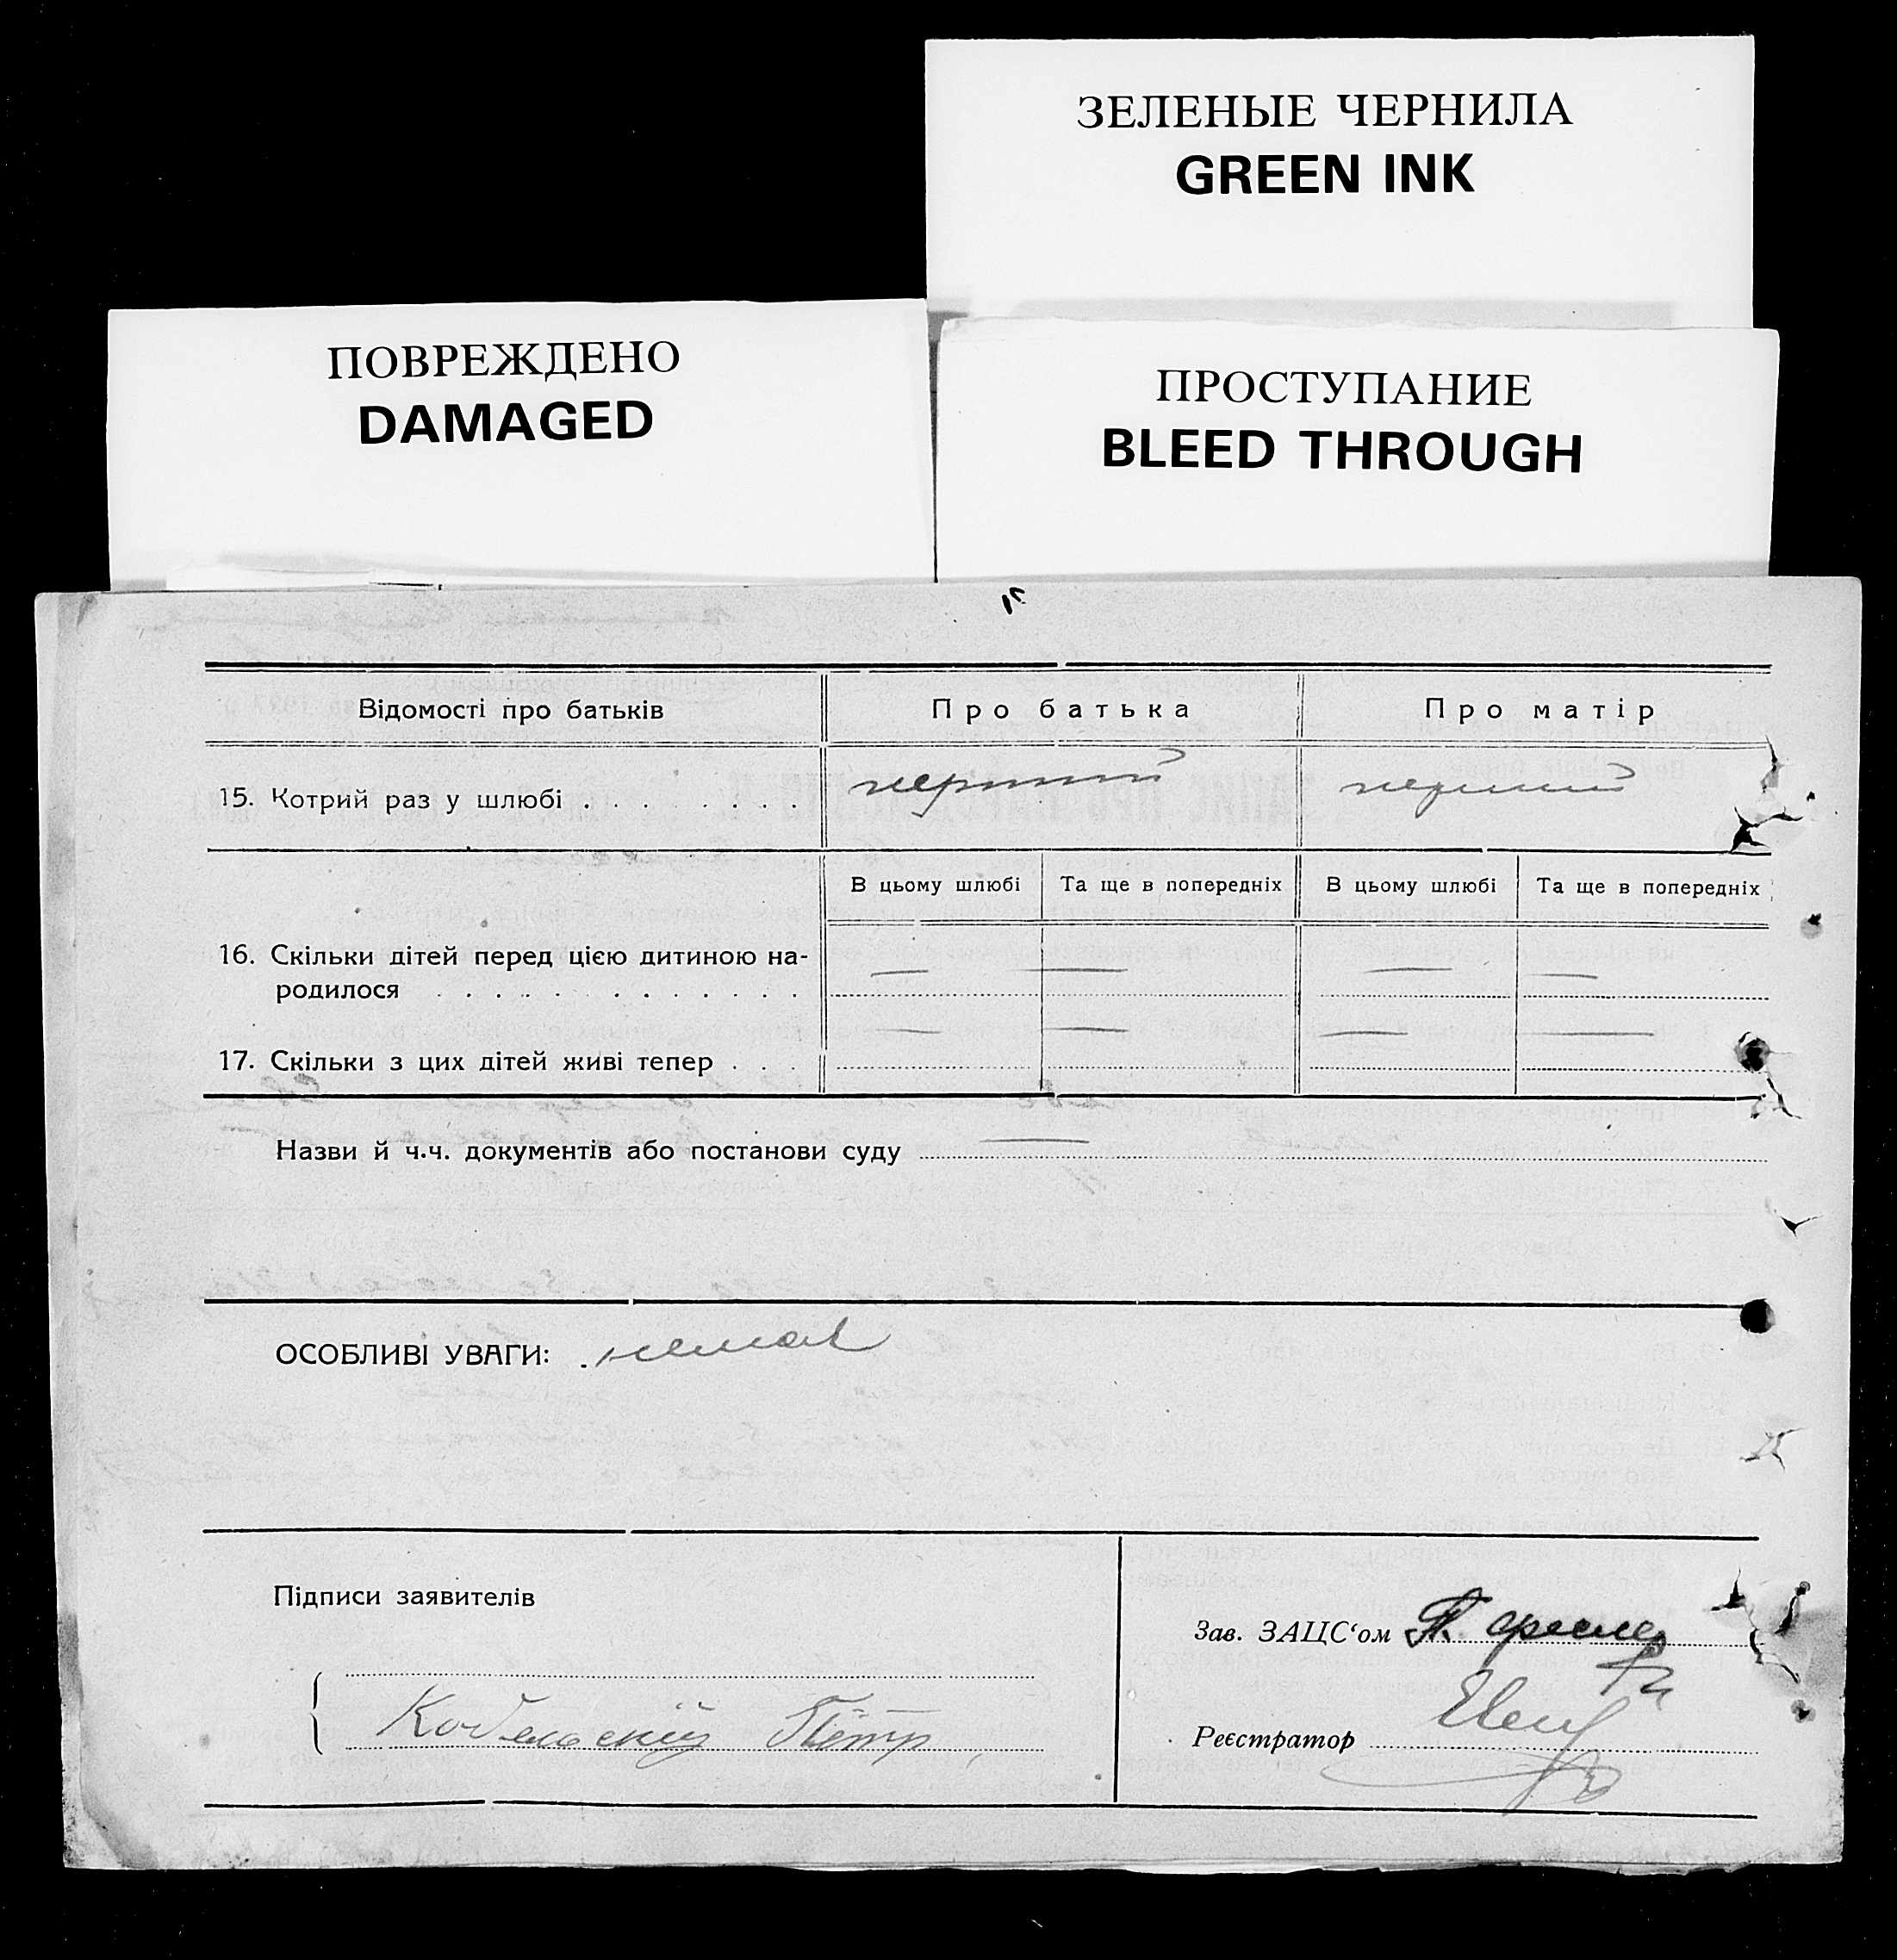 ЗЕЛЕНЫЕ ЧЕРНИЛА
GREEN INK
ПОВРЕЖДЕНО
DAMAGED
ПРОСТУПАНИЕ
BLEED THROUGH
Відомості про батьків
Про батька
Про матір
15. Котрий раз у шлюбі . . . . . . .
перший
перший
В цьому шлюбі
Та ще в попередніх
В цьому шлюбі
Та ще в попередніх
16. Скільки дітей перед цією дитиною на-
родилося . . . . . . . . . . . . .
— — — —
17. Скільки з цих дітей живі тепер . . .
— — — —
Назви й ч.ч. документів або постанови суду —
ОСОБЛИВІ УВАГИ: немає
Підписи заявителів
Зав. ЗАЦС‘ом
Петр
Реєстратор